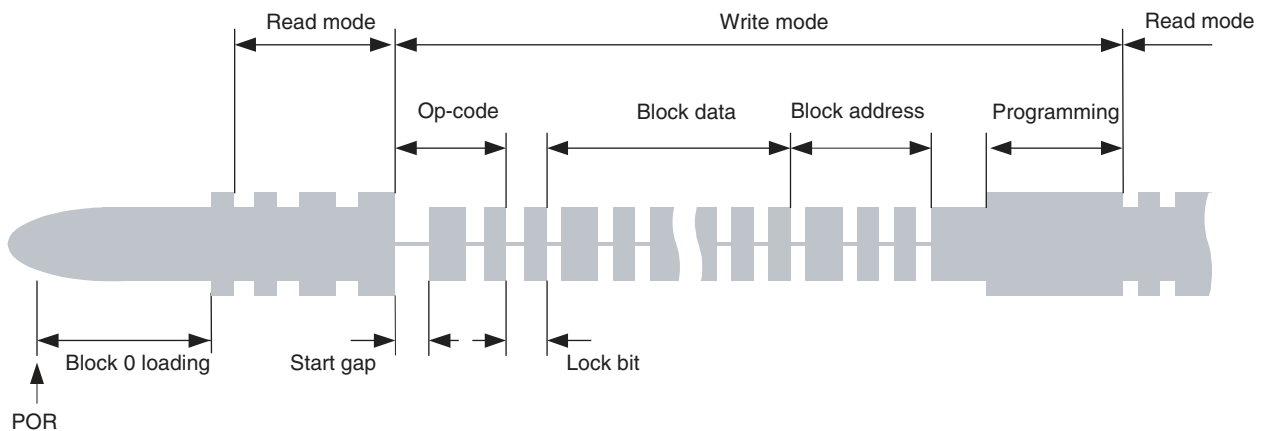 Read mode
Write mode
Read mode
Op-code
Block data
Block address
Programming
Block 0 loading
Start gap
Lock bit
POR